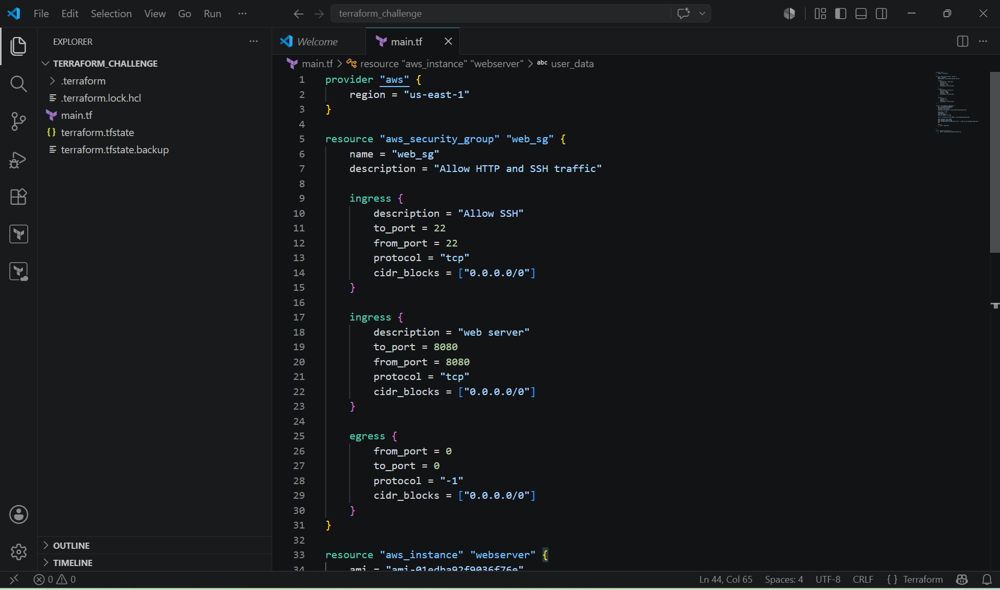 File Edit Selection View Go Run ···
terraform_challenge
EXPLORER
TERRAFORM_CHALLENGE
.terraform
.terraform.lock.hcl
main.tf
terraform.tfstate
terraform.tfstate.backup
OUTLINE
TIMELINE
Welcome
main.tf
main.tf > resource "aws_instance" "webserver" > abc user_data
1 provider "aws" {
2 region = "us-east-1"
3 }
4
5 resource "aws_security_group" "web_sg" {
6 name = "web_sg"
7 description = "Allow HTTP and SSH traffic"
8
9 ingress {
10 description = "Allow SSH"
11 to_port = 22
12 from_port = 22
13 protocol = "tcp"
14 cidr_blocks = ["0.0.0.0/0"]
15 }
16
17 ingress {
18 description = "web server"
19 to_port = 8080
20 from_port = 8080
21 protocol = "tcp"
22 cidr_blocks = ["0.0.0.0/0"]
23 }
24
25 egress {
26 from_port = 0
27 to_port = 0
28 protocol = "-1"
29 cidr_blocks = ["0.0.0.0/0"]
30 }
31 }
32
33 resource "aws_instance" "webserver" {
34 ami = "ami-01edba92f9036f76e"
0 0
Ln 44, Col 65 Spaces: 4 UTF-8 CRLF { } Terraform